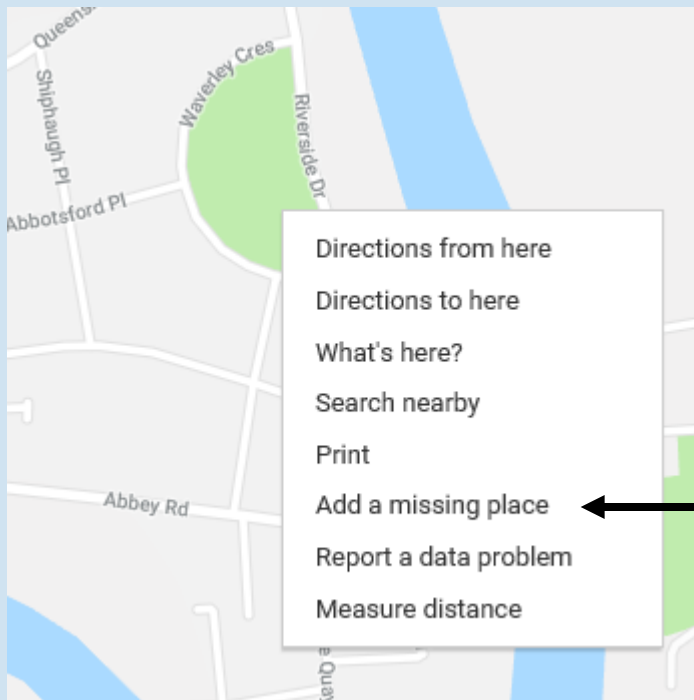 Waverley Cres
Shiphaugh Pl
Riverside Dr
Abbotsford Pl
Directions from here
Directions to here
What's here?
Search nearby
Print
Abbey Rd
Add a missing place
Report a data problem
Measure distance